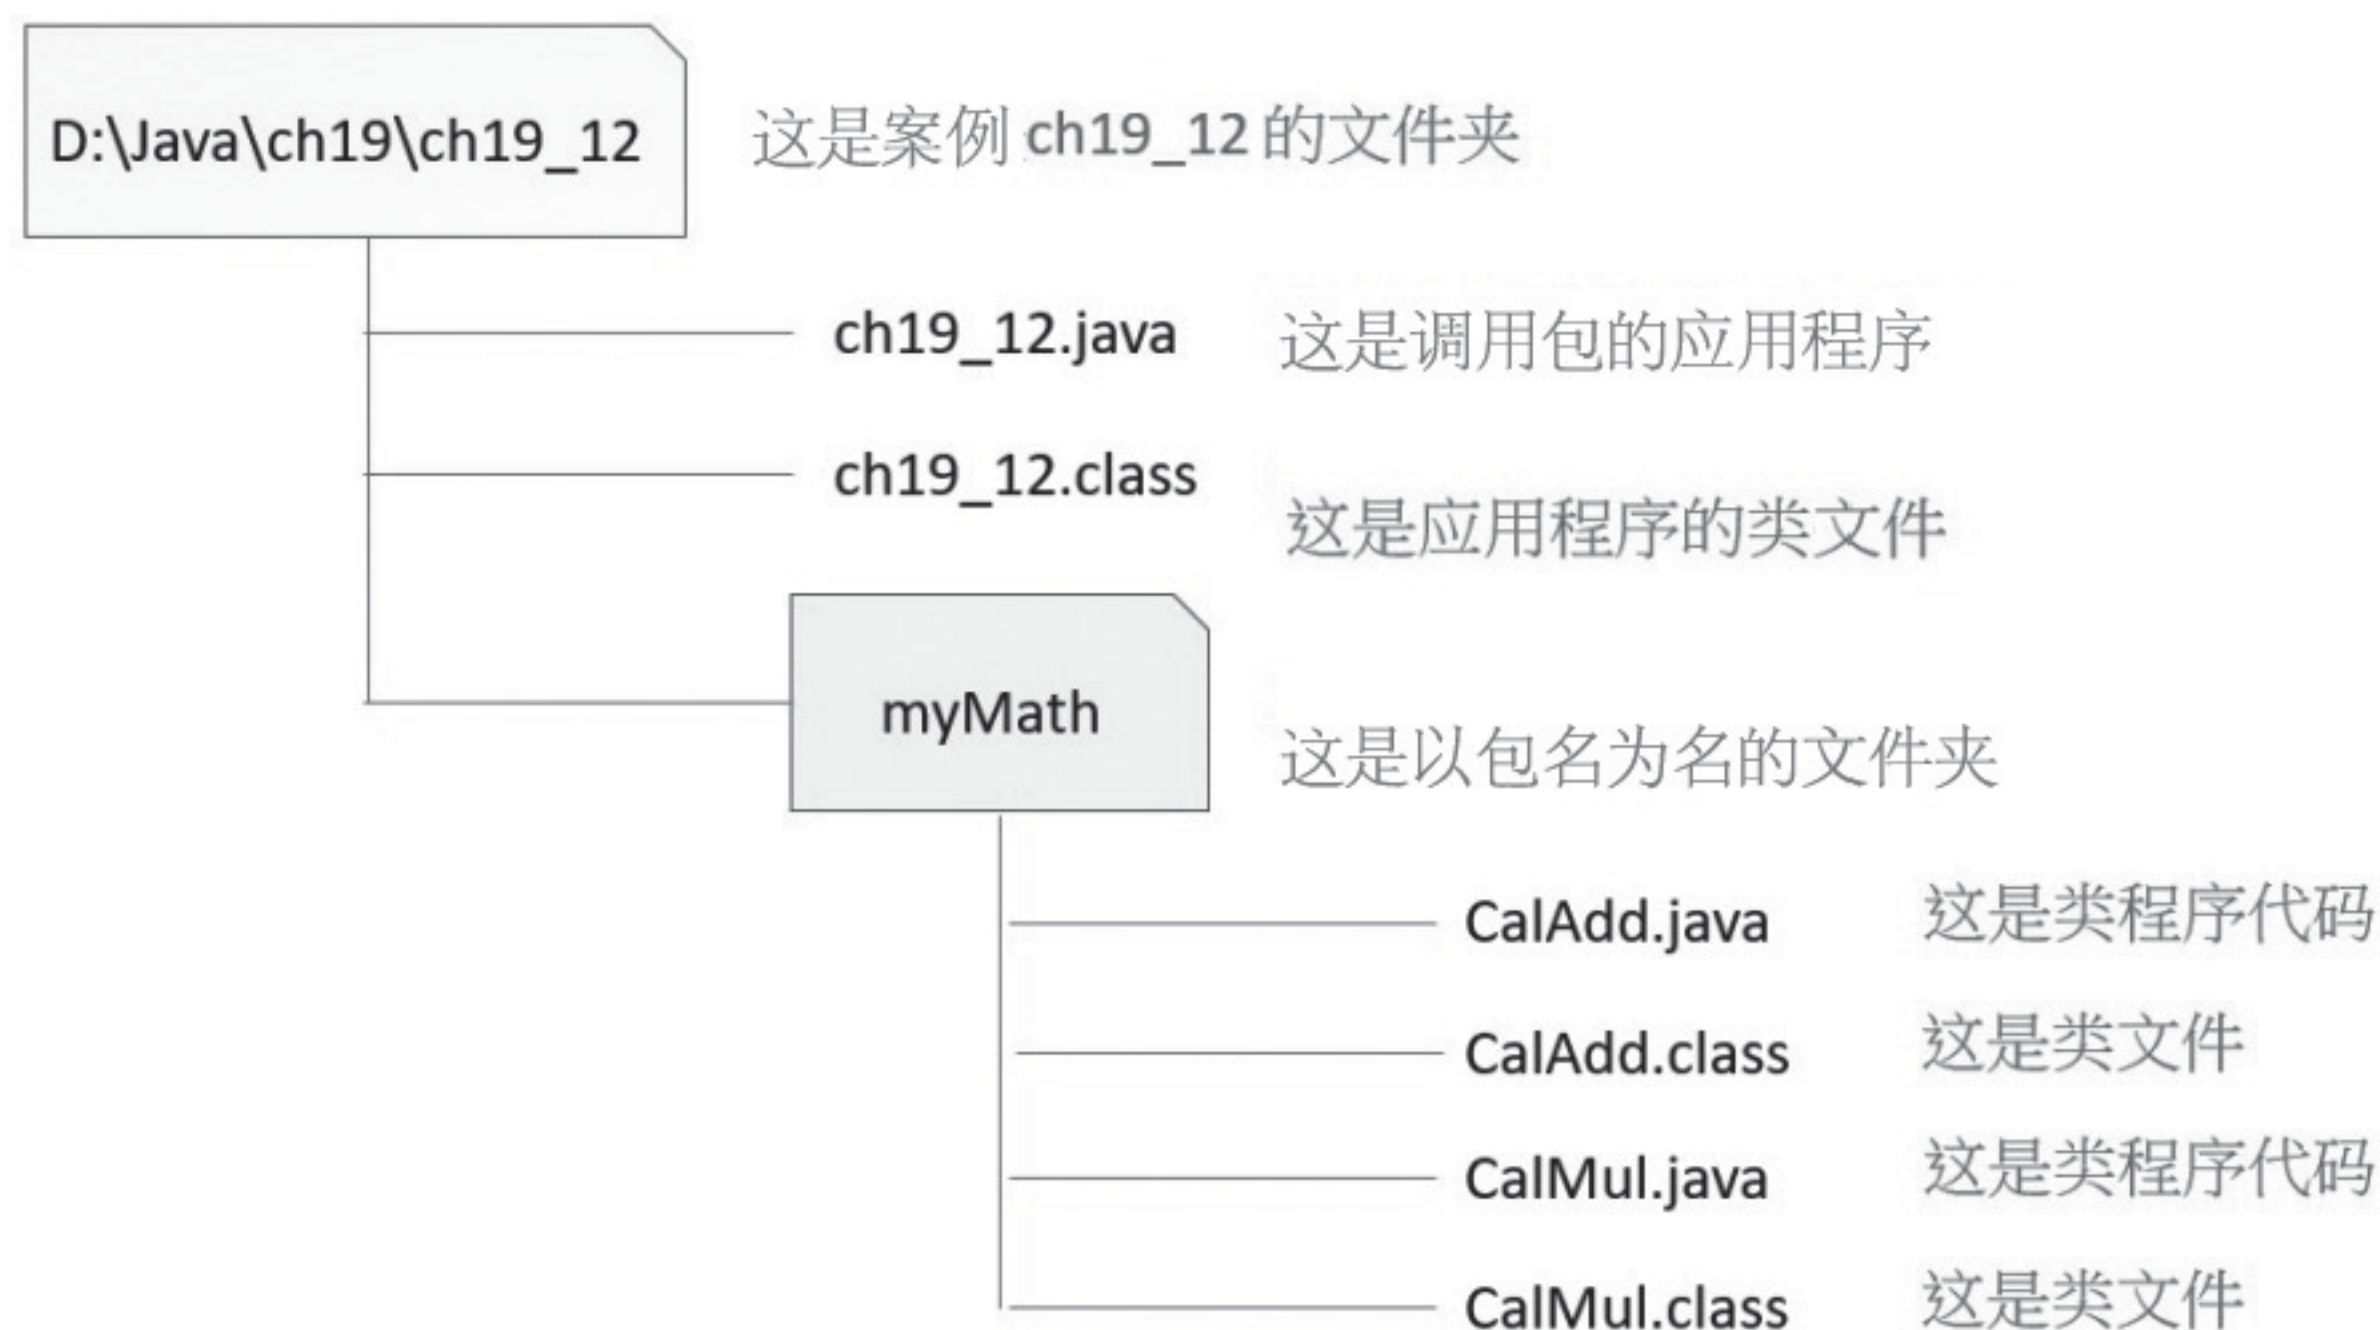 D:\Java\ch19\ch19_12 这是案例 ch19_12 的文件夹
ch19_12.java 这是调用包的应用程序
ch19_12.class 这是应用程序的类文件
myMath 这是以包名为名的文件夹
CalAdd.java 这是类程序代码
CalAdd.class 这是类文件
CalMul.java 这是类程序代码
CalMul.class 这是类文件